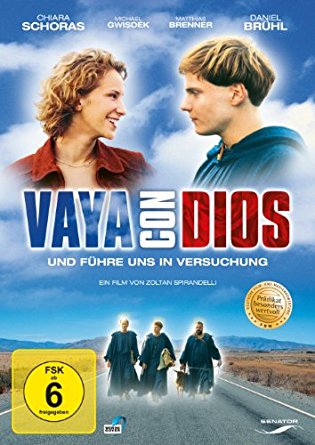 CHIARA
SCHORAS
MICHAEL
GWISDEK
MATTHIAS
BRENNER
DANIEL
BRÜHL
VAYA CON DIOS
UND FÜHRE UNS IN VERSUCHUNG
EIN FILM VON ZOLTAN SPIRANDELLI
Prädikat
besonders
wertvoll
FSK
ab
6
freigegeben
SENATOR